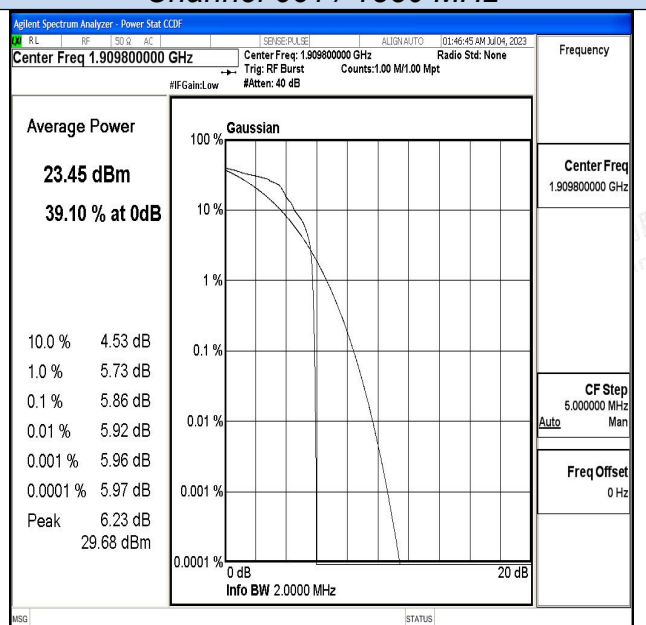 Agilent Spectrum Analyzer - Power Stat CCDF
RL RF 50 Ω AC SENSE:PULSE ALIGN AUTO 01:46:45 AM Jul 04, 2023
Center Freq 1.909800000 GHz
Center Freq: 1.909800000 GHz Radio Std: None
Trig: RF Burst Counts:1.00 M/1.00 Mpt
#IFGain:Low #Atten: 40 dB
Frequency
Average Power
23.45 dBm
39.10 % at 0dB
10.0 % 4.53 dB
1.0 % 5.73 dB
0.1 % 5.86 dB
0.01 % 5.92 dB
0.001 % 5.96 dB
0.0001 % 5.97 dB
Peak 6.23 dB
29.68 dBm
Gaussian
100 %
10 %
1 %
0.1 %
0.01 %
0.001 %
0.0001 %
0 dB 20 dB
Info BW 2.0000 MHz
Center Freq
1.909800000 GHz
CF Step
5.000000 MHz
Auto Man
Freq Offset
0 Hz
MSG STATUS